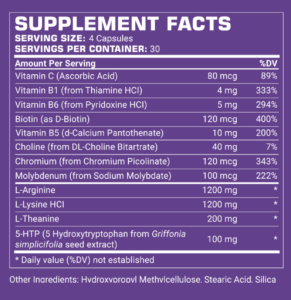 SUPPLEMENT FACTS
SERVING SIZE: 4 Capsules
SERVINGS PER CONTAINER: 30
Amount Per Serving %DV
Vitamin C (Ascorbic Acid) 80 mcg 89%
Vitamin B1 (from Thiamine HCI) 4 mg 333%
Vitamin B6 (from Pyridoxine HCI) 5 mg 294%
Biotin (as D-Biotin) 120 mcg 400%
Vitamin B5 (d-Calcium Pantothenate) 10 mg 200%
Choline (from DL-Choline Bitartrate) 40 mg 7%
Chromium (from Chromium Picolinate) 120 mcg 343%
Molybdenum (from Sodium Molybdate) 100 mcg 222%
L-Arginine 1200 mg *
L-Lysine HCI 1200 mg *
L-Theanine 200 mg *
5-HTP (5 Hydroxytryptophan from Griffonia
simplicifolia seed extract) 100 mg *
* Daily value (%DV) not established
Other Ingredients: Hydroxypropyl Methylcellulose, Stearic Acid, Silica